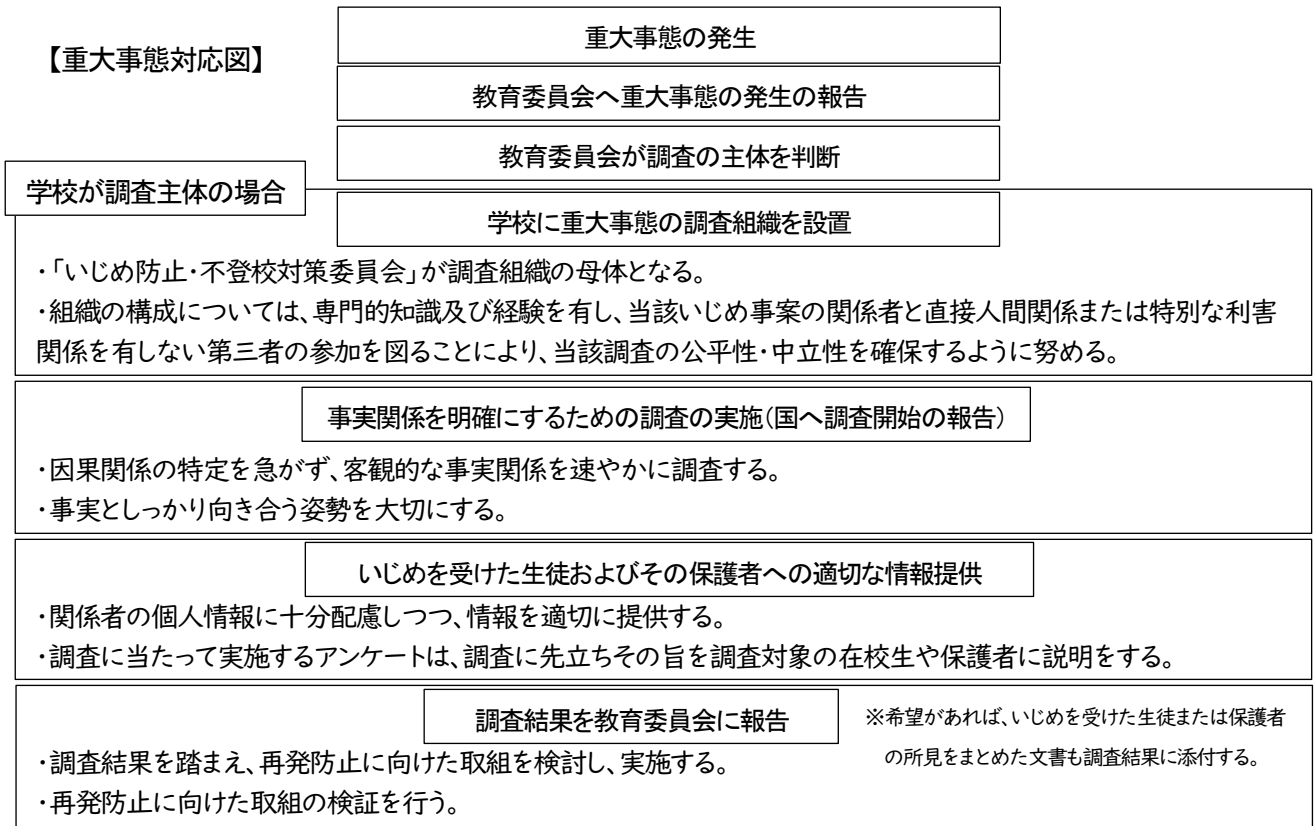 【重大事態対応図】
重大事態の発生
教育委員会へ重大事態の発生の報告
教育委員会が調査の主体を判断
学校が調査主体の場合
学校に重大事態の調査組織を設置
・「いじめ防止・不登校対策委員会」が調査組織の母体となる。
・組織の構成については、専門的知識及び経験を有し、当該いじめ事案の関係者と直接人間関係または特別な利害
関係を有しない第三者の参加を図ることにより、当該調査の公平性・中立性を確保するように努める。
事実関係を明確にするための調査の実施(国へ調査開始の報告)
・因果関係の特定を急がず、客観的な事実関係を速やかに調査する。
・事実としっかり向き合う姿勢を大切にする。
いじめを受けた生徒およびその保護者への適切な情報提供
・関係者の個人情報に十分配慮しつつ、情報を適切に提供する。
・調査に当たって実施するアンケートは、調査に先立ちその旨を調査対象の在校生や保護者に説明をする。
調査結果を教育委員会に報告
※希望があれば、いじめを受けた生徒または保護者
の所見をまとめた文書も調査結果に添付する。
・調査結果を踏まえ、再発防止に向けた取組を検討し、実施する。
・再発防止に向けた取組の検証を行う。